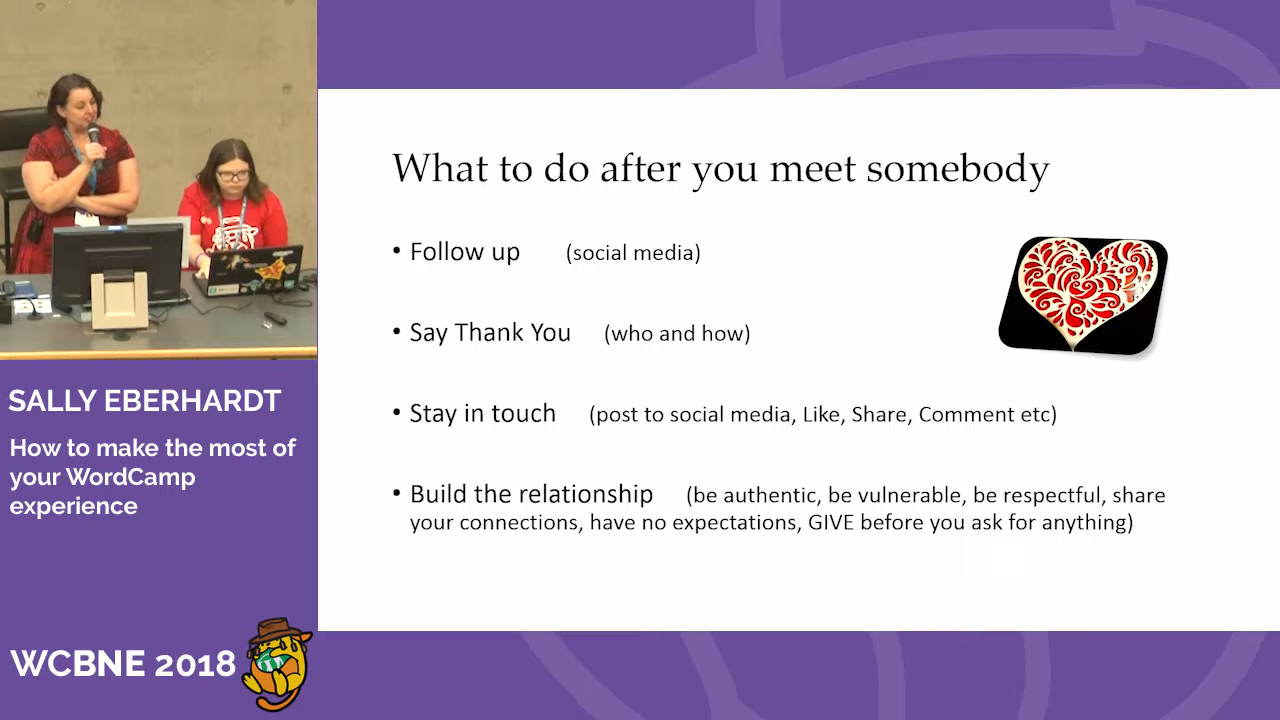 What to do after you meet somebody
• Follow up (social media)
• Say Thank You (who and how)
• Stay in touch (post to social media, Like, Share, Comment etc)
• Build the relationship (be authentic, be vulnerable, be respectful, share
your connections, have no expectations, GIVE before you ask for anything)
SALLY EBERHARDT
How to make the most of
your WordCamp
experience
WCBNE 2018